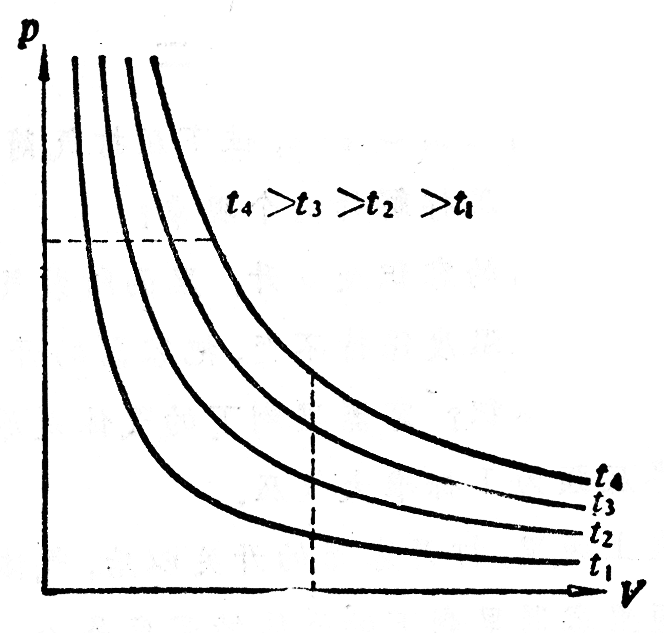 p
t₄ > t₃ > t₂ > t₁
t₄
t₃
t₂
t₁
V